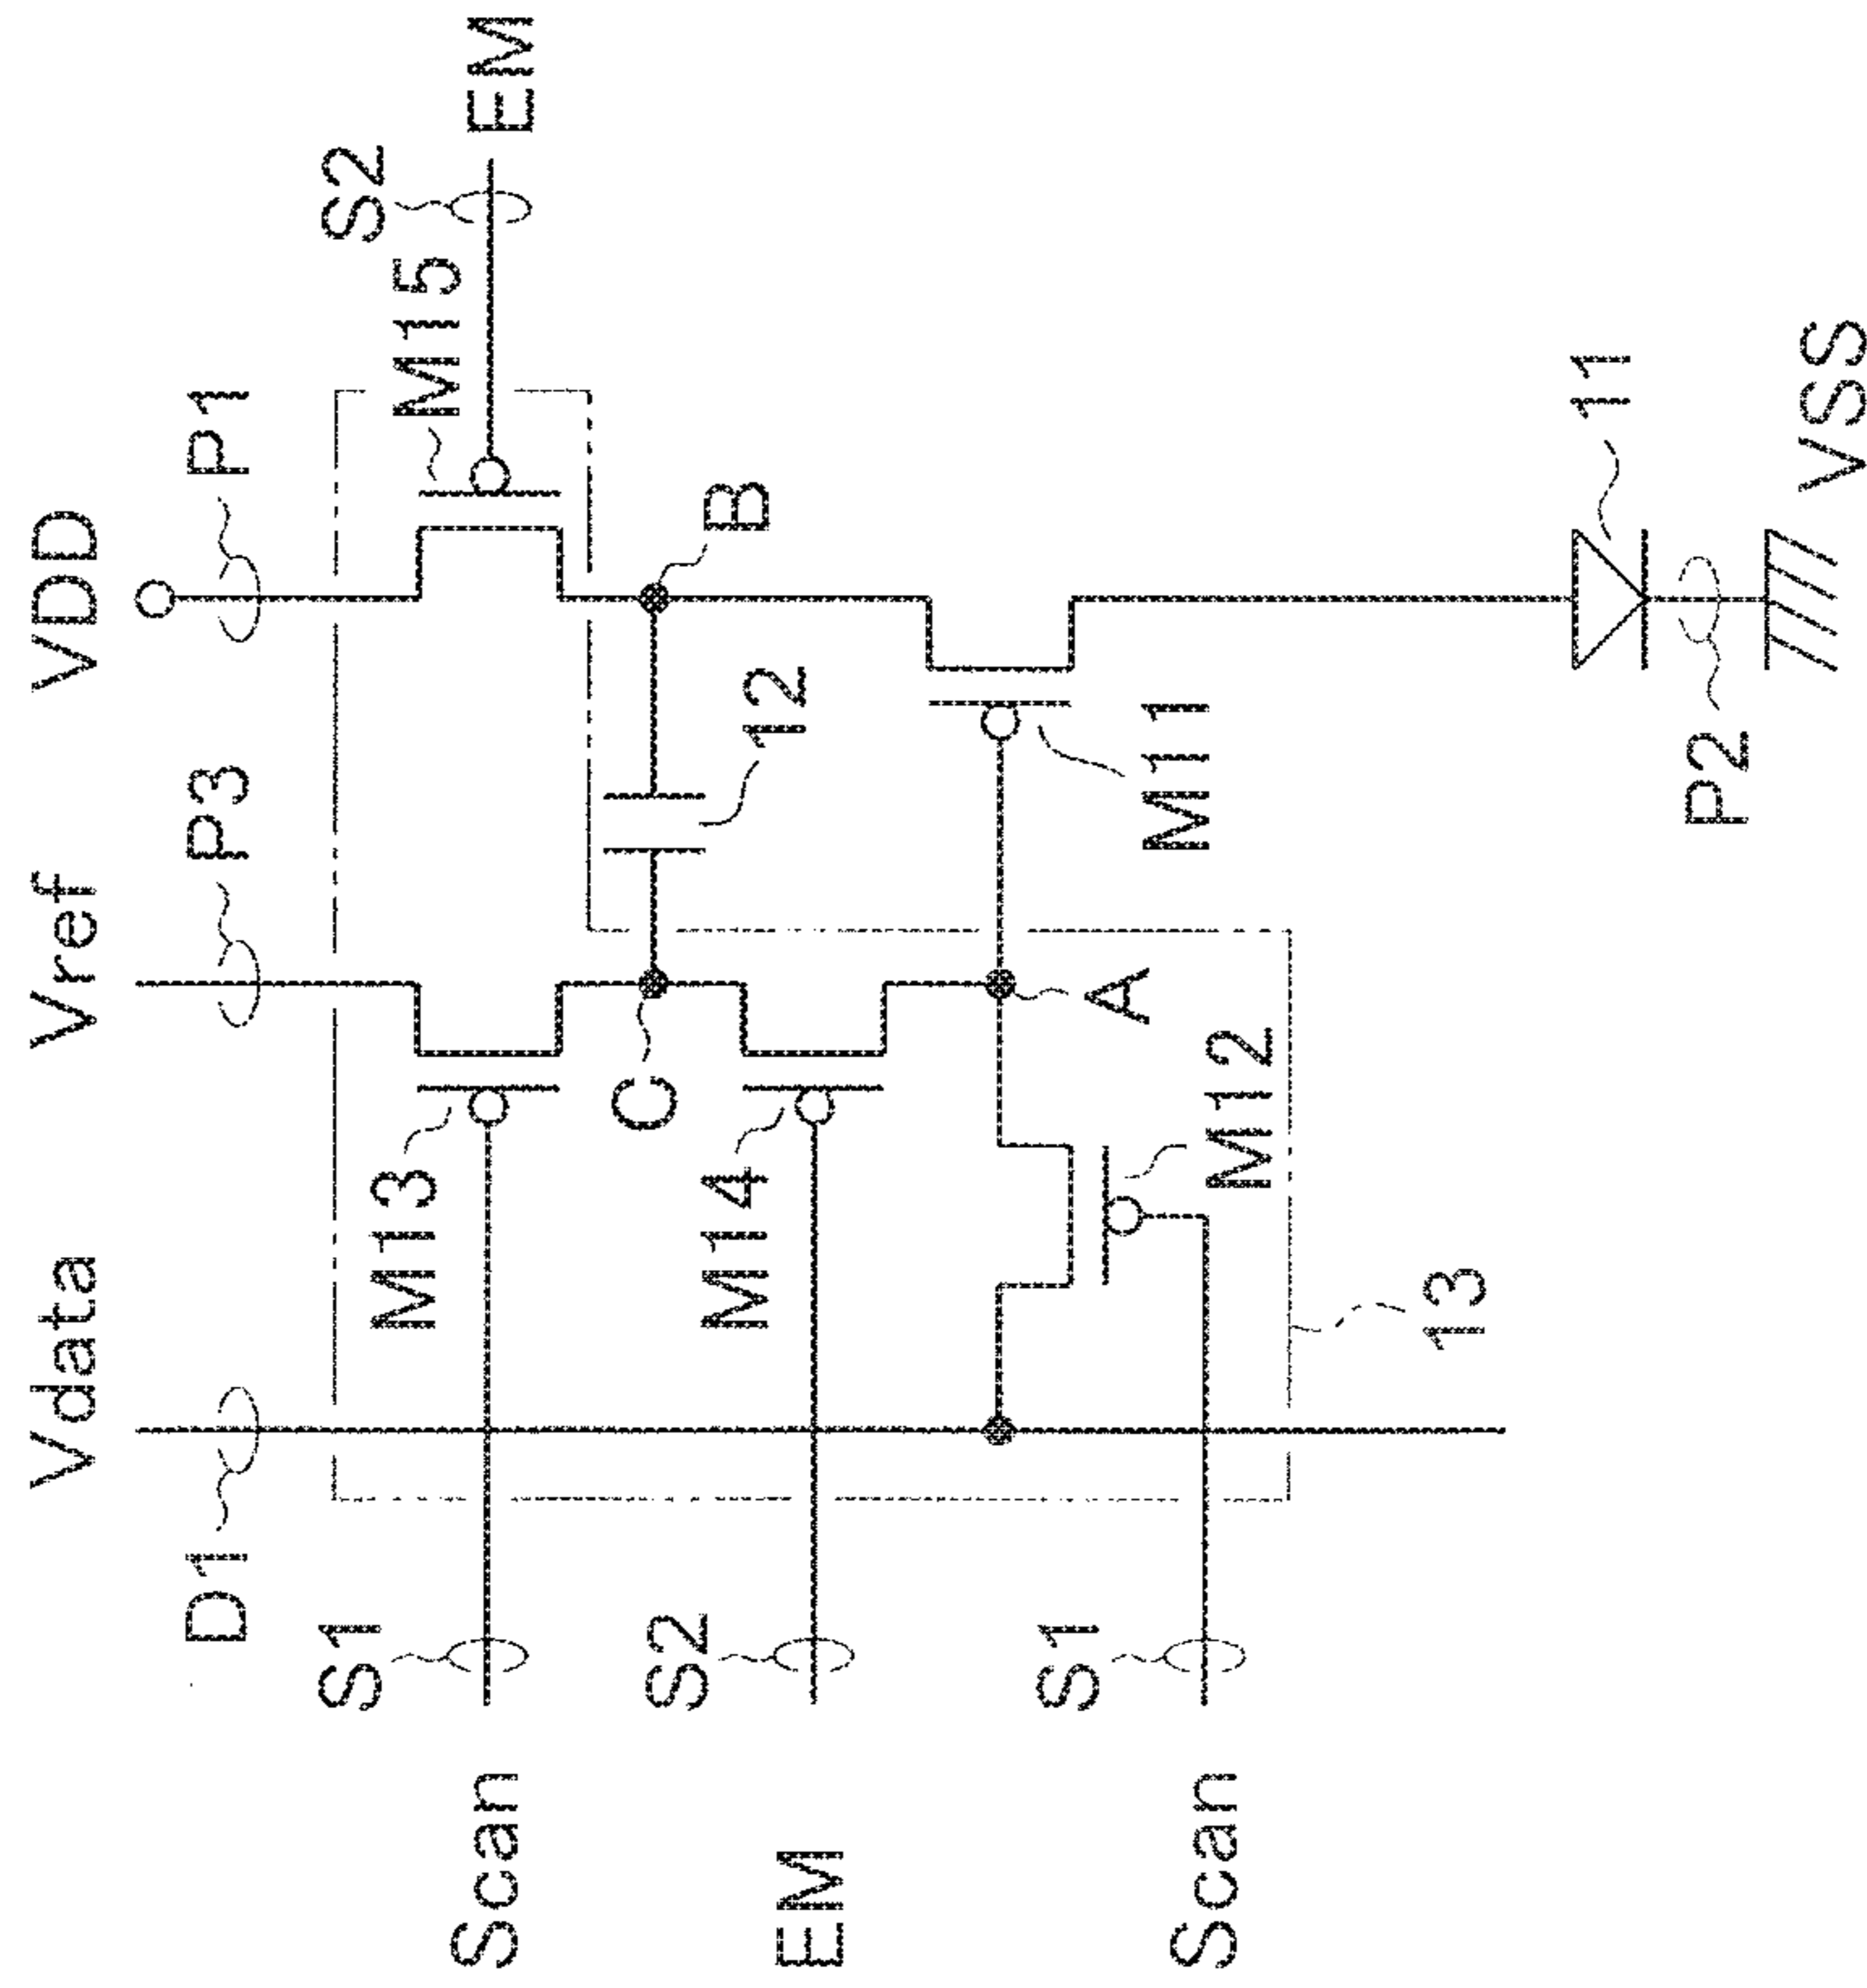 Vdata
Vref
VDD
D1
P3
P1
S1
Scan
M13
M15
S2
EM
C
B
12
S2
EM
M14
A
M11
S1
Scan
M12
13
11
P2
VSS